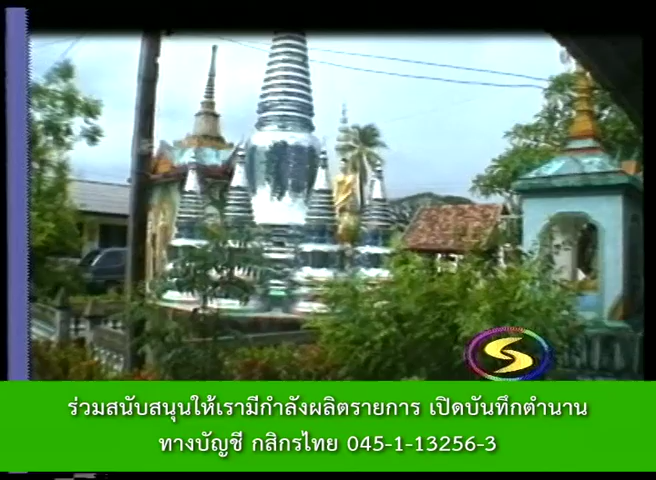 ร่วมสนับสนุนให้เรามีกำลังผลิตรายการ เปิดบันทึกตำนาน
ทางบัญชี กสิกรไทย 045-1-13256-3